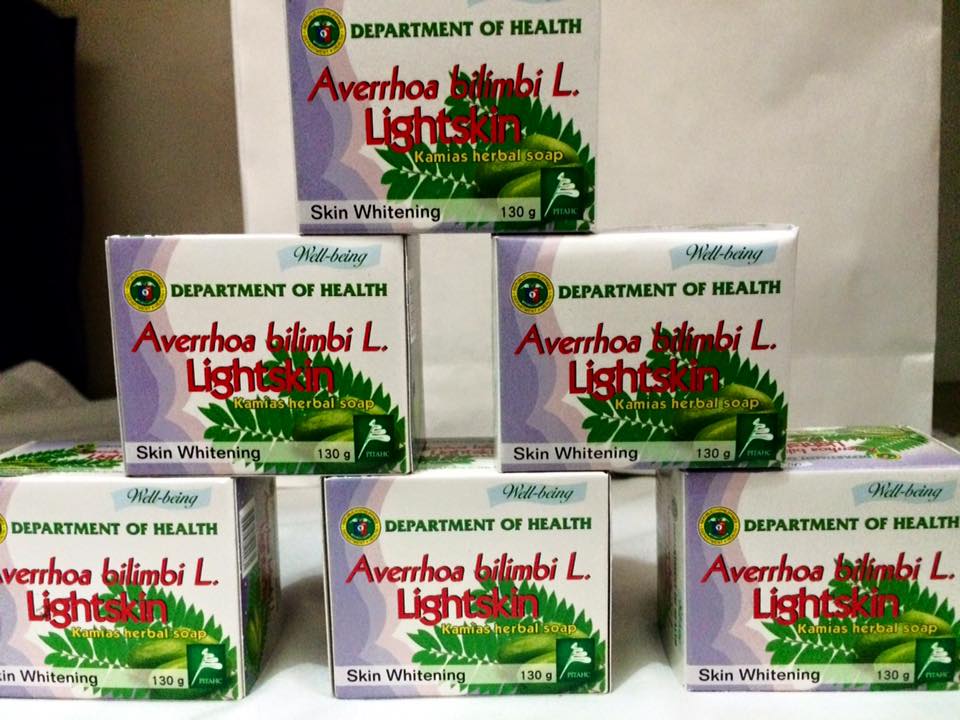 DEPARTMENT OF HEALTH
Averrhoa bilimbi L.
Lightskin
Kamias herbal soap
Skin Whitening 130 g PITAHC
Well-being
DEPARTMENT OF HEALTH
Averrhoa bilimbi L.
Lightskin
Kamias herbal soap
Skin Whitening 130 g PITAHC
Well-being
DEPARTMENT OF HEALTH
Averrhoa bilimbi L.
Lightskin
Kamias herbal soap
Skin Whitening 130 g PITAHC
Well-being
DEPARTMENT OF HEALTH
verrhoa bilimbi L.
Lightskin
Kamias herbal soap
in Whitening 130 g PITAHC
Well-being
DEPARTMENT OF HEALTH
Averrhoa bilimbi L.
Lightskin
Kamias herbal soap
Skin Whitening 130 g PITAHC
Well-being
DEPARTMENT OF HEALTH
Averrhoa bilimbi L.
Lightskin
Kamias herbal soap
Skin Whitening 130 g PITAHC